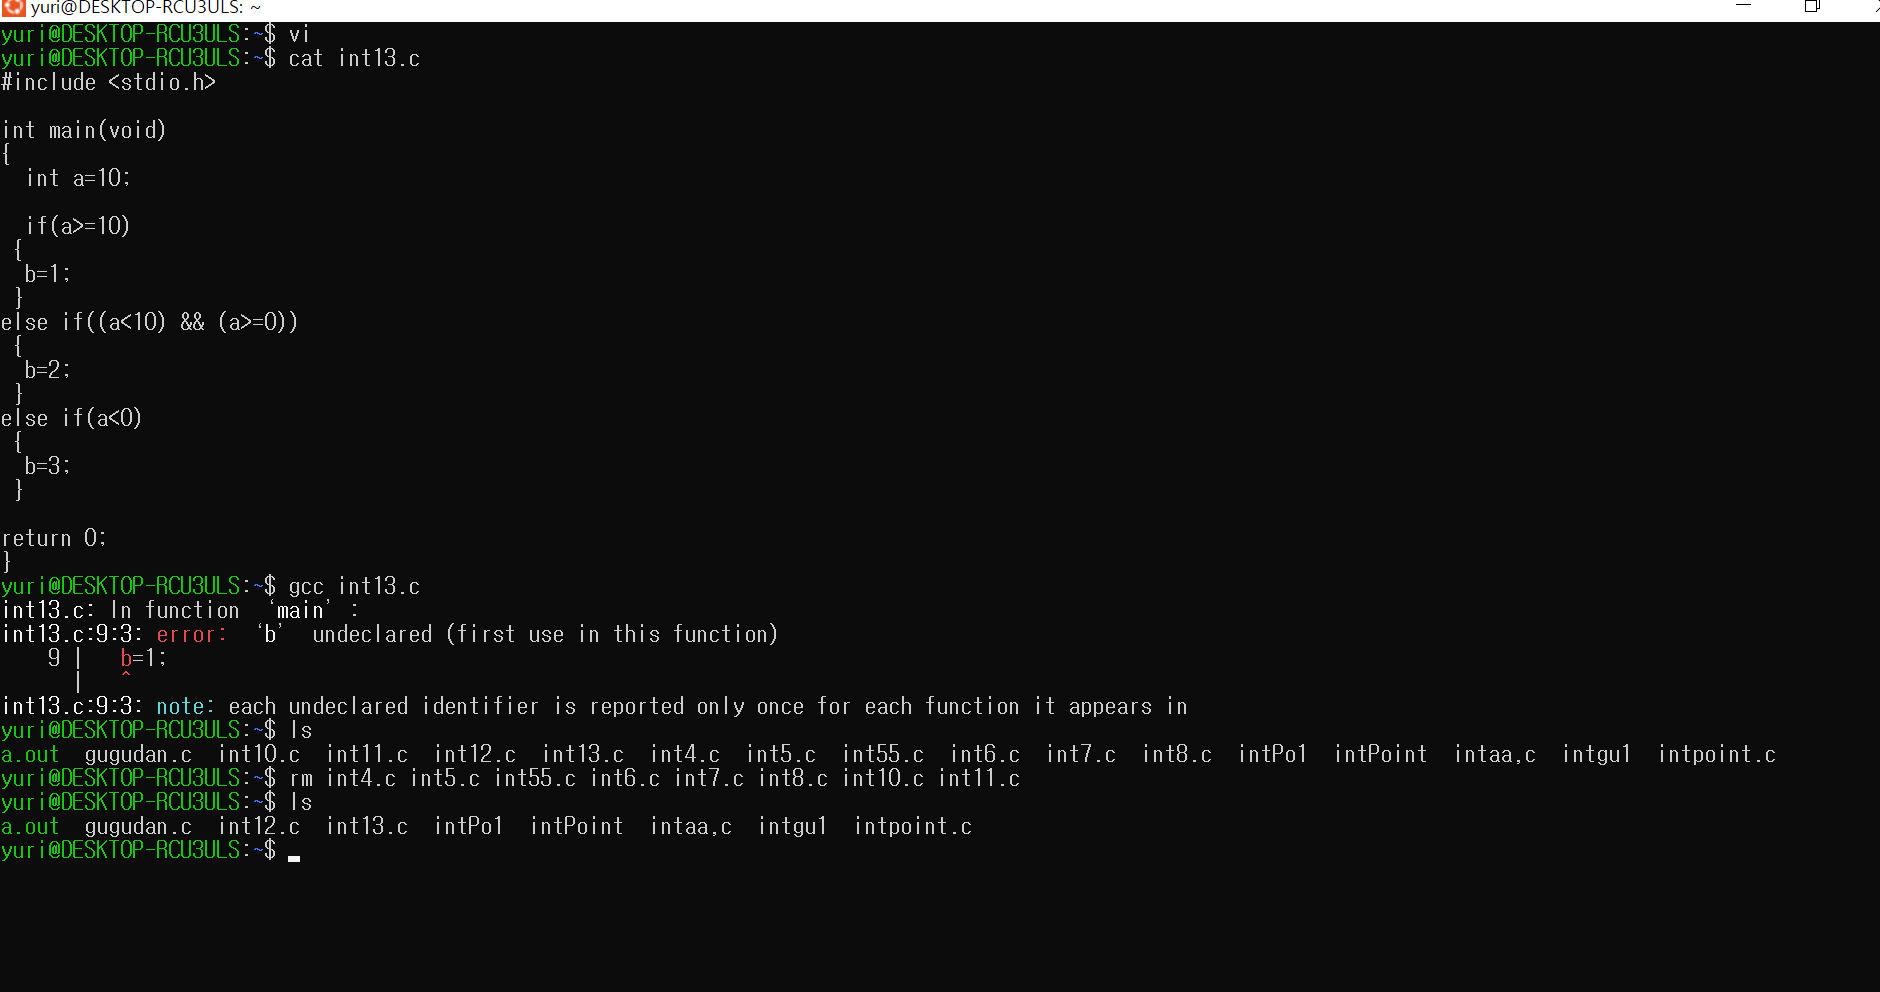 yuri@DESKTOP-RCU3ULS: ~
yuri@DESKTOP-RCU3ULS:~$ vi
yuri@DESKTOP-RCU3ULS:~$ cat int13.c
#include <stdio.h>
int main(void)
{
int a=10;
if(a>=10)
{
b=1;
}
else if((a<10) && (a>=0))
{
b=2;
}
else if(a<0)
{
b=3;
}
return 0;
}
yuri@DESKTOP-RCU3ULS:~$ gcc int13.c
int13.c: In function ‘main’ :
int13.c:9:3: error: ‘b’ undeclared (first use in this function)
9 | b=1;
| ^
int13.c:9:3: note: each undeclared identifier is reported only once for each function it appears in
yuri@DESKTOP-RCU3ULS:~$ ls
a.out gugudan.c int10.c int11.c int12.c int13.c int4.c int5.c int55.c int6.c int7.c int8.c intPo1 intPoint intaa,c intgu1 intpoint.c
yuri@DESKTOP-RCU3ULS:~$ rm int4.c int5.c int55.c int6.c int7.c int8.c int10.c int11.c
yuri@DESKTOP-RCU3ULS:~$ ls
a.out gugudan.c int12.c int13.c intPo1 intPoint intaa,c intgu1 intpoint.c
yuri@DESKTOP-RCU3ULS:~$